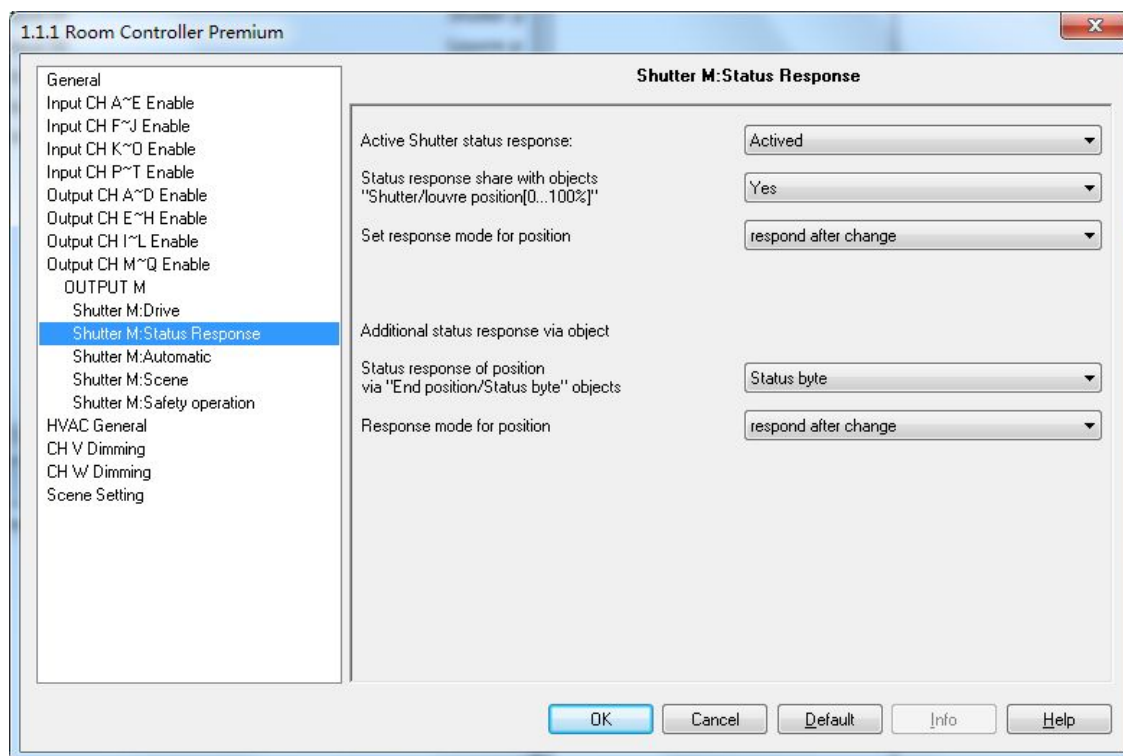 1.1.1 Room Controller Premium
General
Input CH A~E Enable
Input CH F~J Enable
Input CH K~O Enable
Input CH P~T Enable
Output CH A~D Enable
Output CH E~H Enable
Output CH I~L Enable
Output CH M~Q Enable
OUTPUT M
Shutter M:Drive
Shutter M:Status Response
Shutter M:Automatic
Shutter M:Scene
Shutter M:Safety operation
HVAC General
CH V Dimming
CH W Dimming
Scene Setting
Shutter M:Status Response
Active Shutter status response:
Actived
Status response share with objects
"Shutter/louvre position[0...100%]"
Yes
Set response mode for position
respond after change
Additional status response via object
Status response of position
via "End position/Status byte" objects
Status byte
Response mode for position
respond after change
OK
Cancel
Default
Info
Help